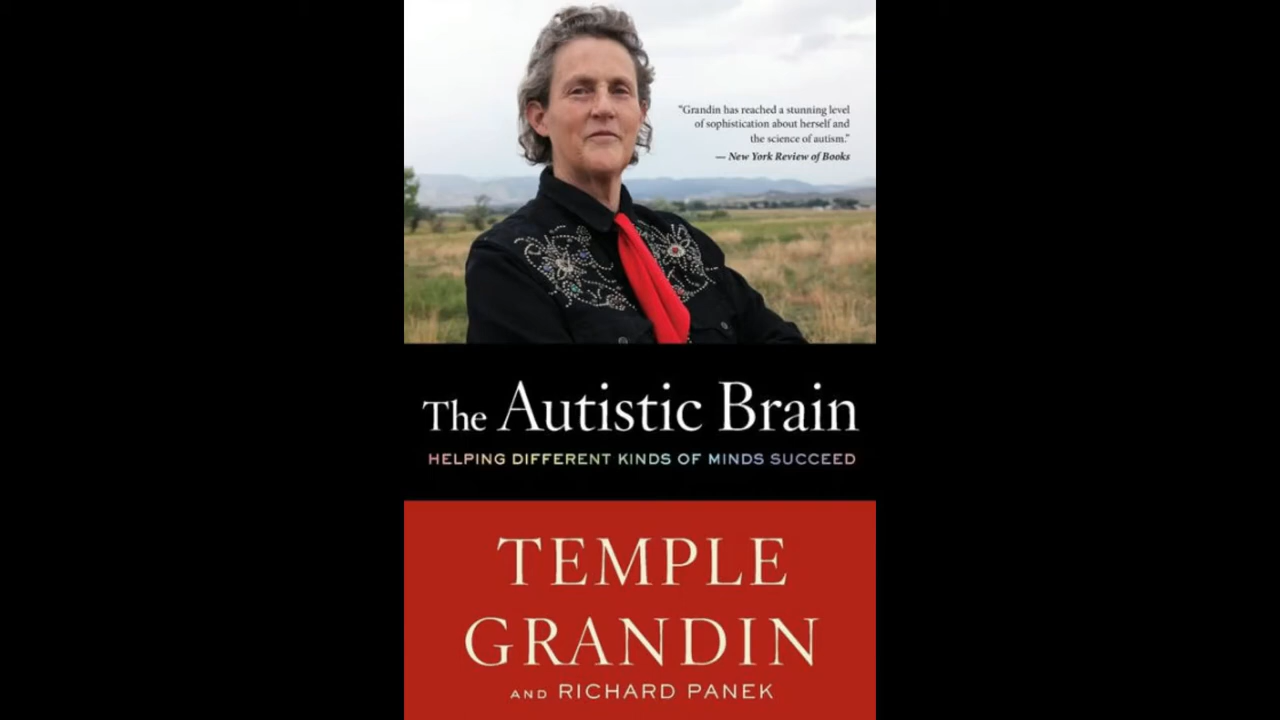 “Grandin has reached a stunning level
of sophistication about herself and
the science of autism.”
— New York Review of Books
The Autistic Brain
HELPING DIFFERENT KINDS OF MINDS SUCCEED
TEMPLE
GRANDIN
AND RICHARD PANEK